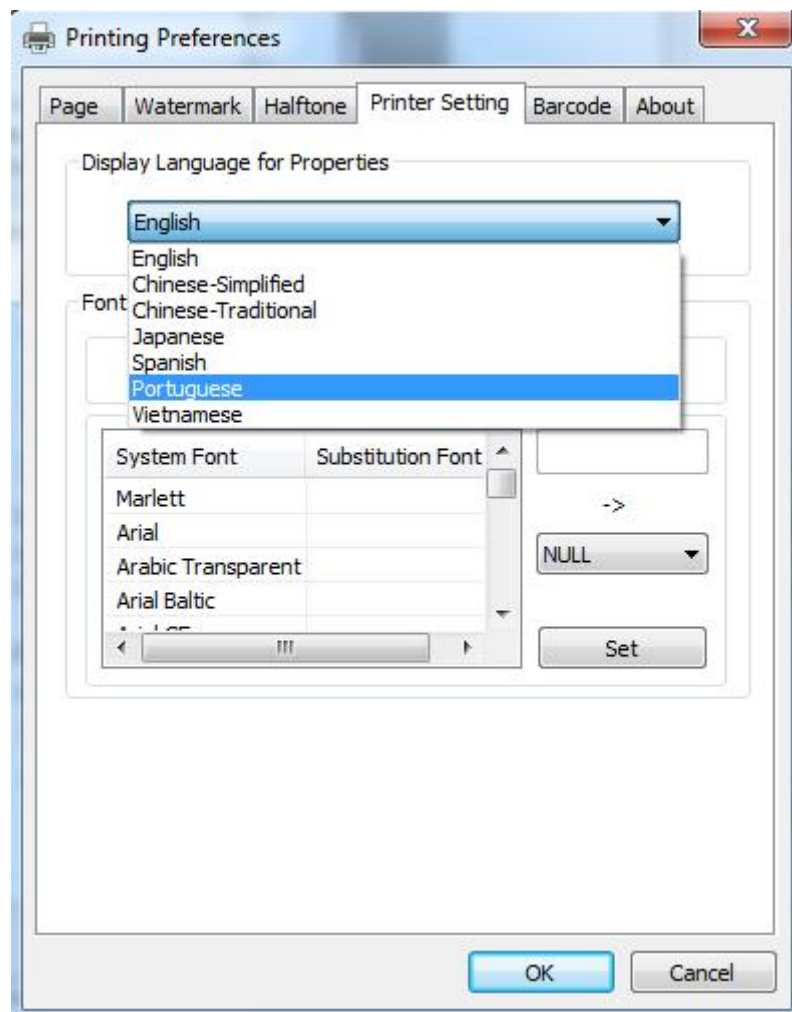 Printing Preferences
Page Watermark Halftone Printer Setting Barcode About
Display Language for Properties
English
English
Chinese-Simplified
Chinese-Traditional
Japanese
Spanish
Portuguese
Vietnamese
Font
System Font Substitution Font
Marlett
->
Arial
Arabic Transparent
NULL
Arial Baltic
Set
OK Cancel